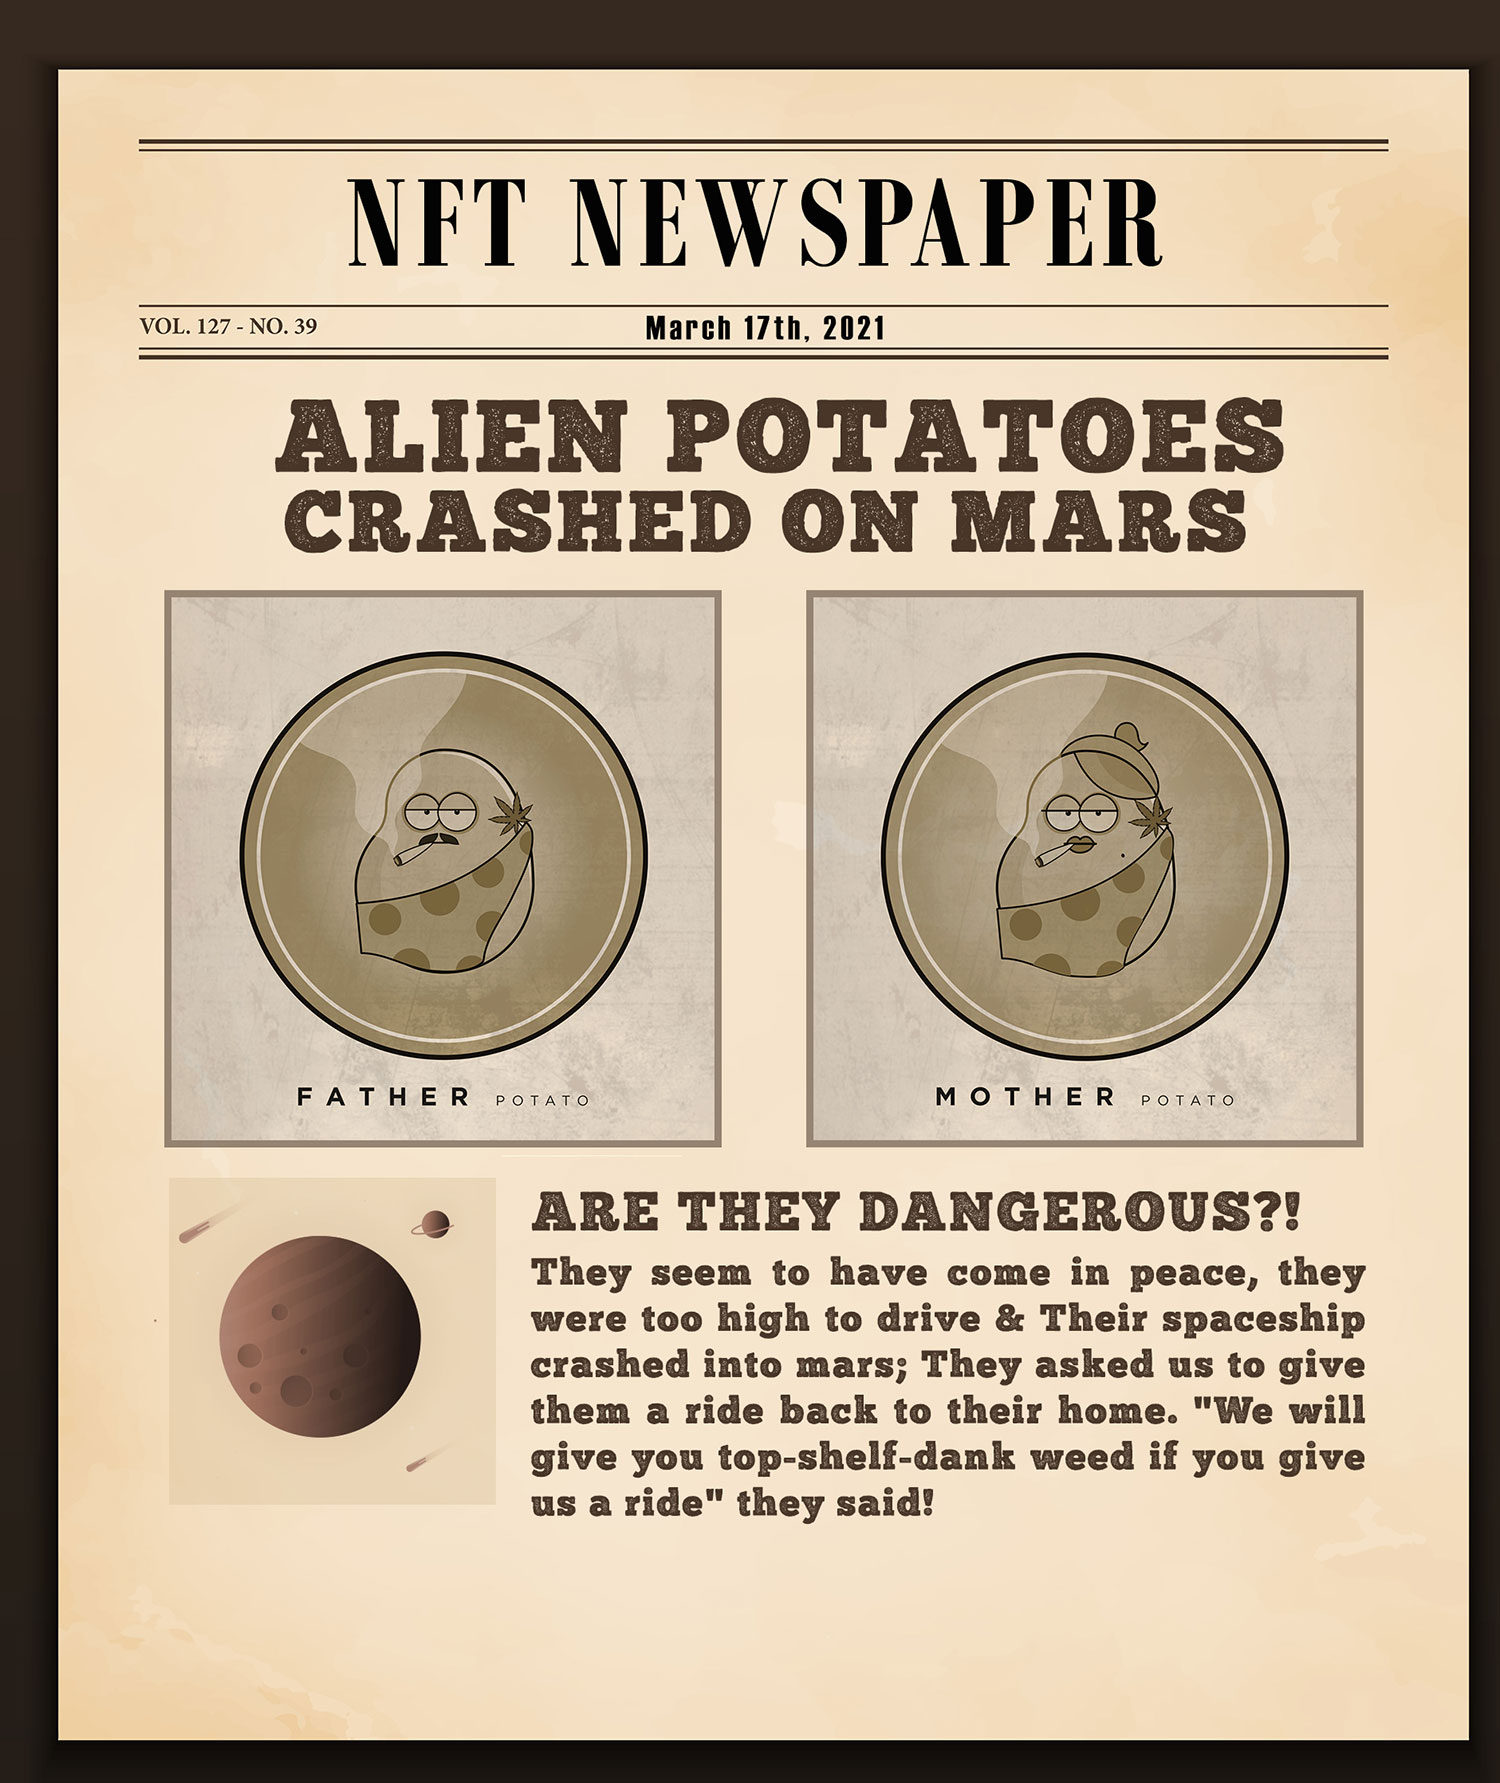 NFT NEWSPAPER
VOL. 127 - NO. 39
March 17th, 2021
ALIEN POTATOES
CRASHED ON MARS
FATHER POTATO
MOTHER POTATO
ARE THEY DANGEROUS?!
They seem to have come in peace, they
were too high to drive & Their spaceship
crashed into mars; They asked us to give
them a ride back to their home. "We will
give you top-shelf-dank weed if you give
us a ride" they said!